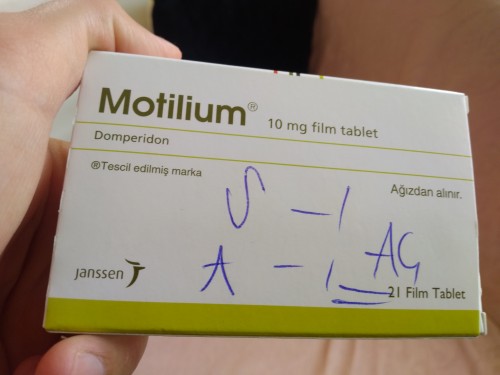 Motilium® 10 mg film tablet
Domperidon
®Tescil edilmiş marka
Ağızdan alınır.
S - 1
A - 1 AG
janssen
21 Film Tablet